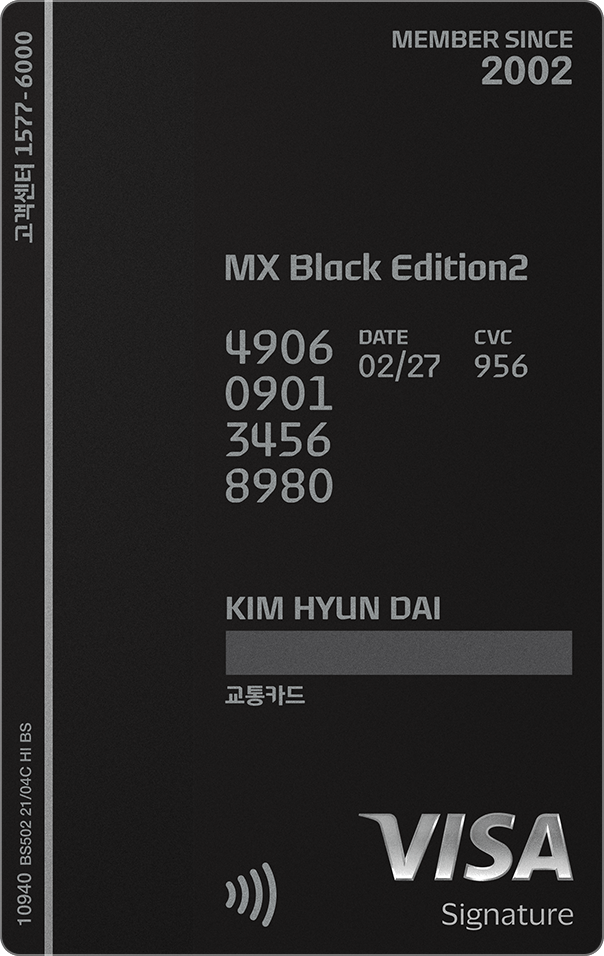 고객센터 1577-6000
MEMBER SINCE
2002
MX Black Edition2
4906 DATE CVC
02/27 956
0901
3456
8980
KIM HYUN DAI
교통카드
10940 BS502 21/04C HI BS
VISA
Signature